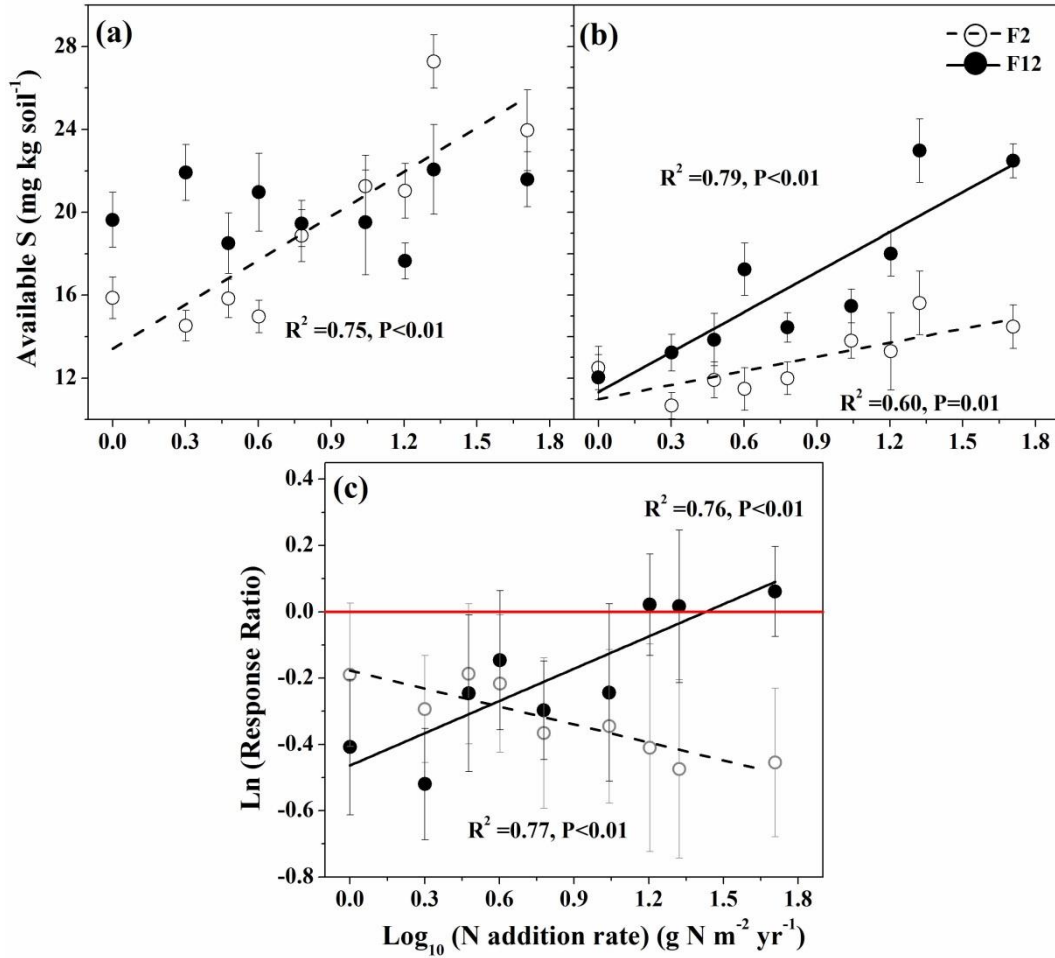 (a)
(b)
F2
F12
Available S (mg kg soil⁻¹)
28
24
20
16
12
R² =0.75, P<0.01
R² =0.79, P<0.01
R² =0.60, P=0.01
0.0 0.3 0.6 0.9 1.2 1.5 1.8
0.0 0.3 0.6 0.9 1.2 1.5 1.8
(c)
Ln (Response Ratio)
0.4
0.2
0.0
-0.2
-0.4
-0.6
-0.8
R² =0.76, P<0.01
R² =0.77, P<0.01
0.0 0.3 0.6 0.9 1.2 1.5 1.8
Log₁₀ (N addition rate) (g N m⁻² yr⁻¹)